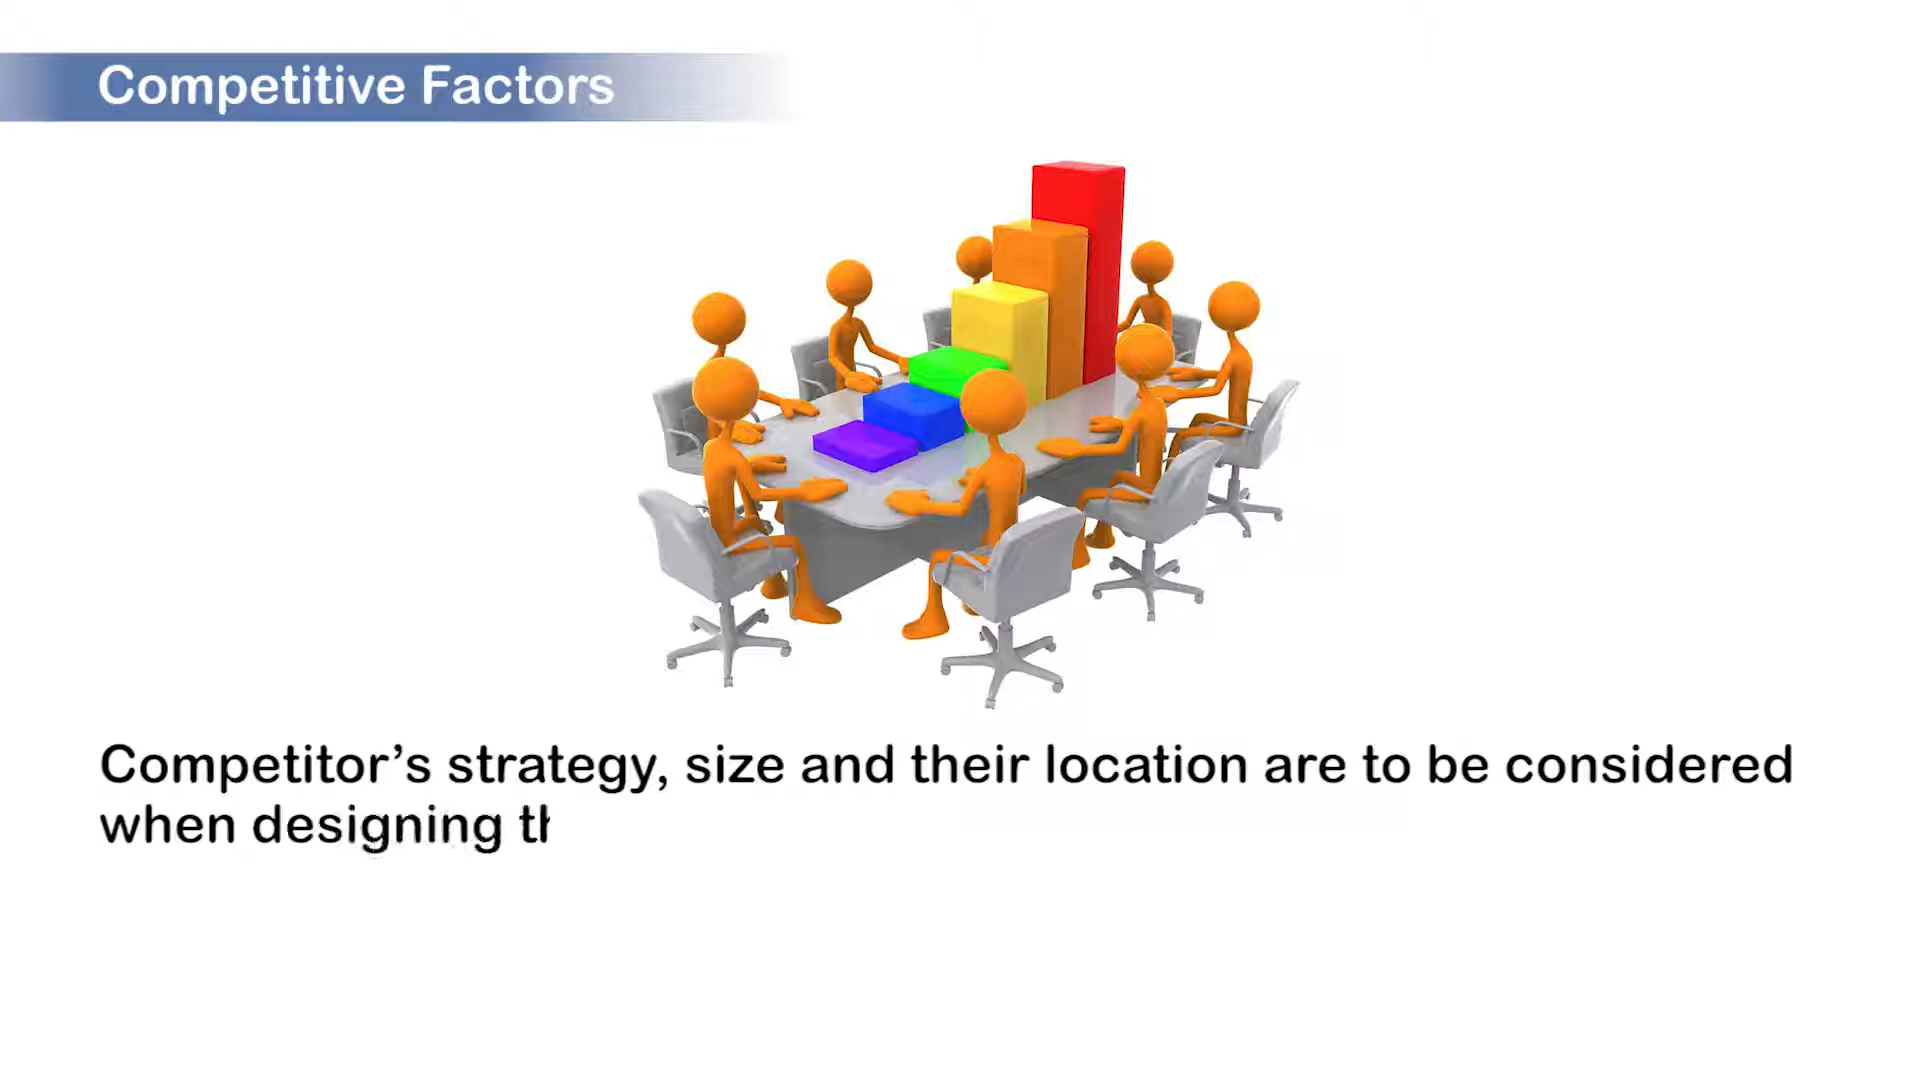 Competitive Factors
Competitor’s strategy, size and their location are to be considered
when designing